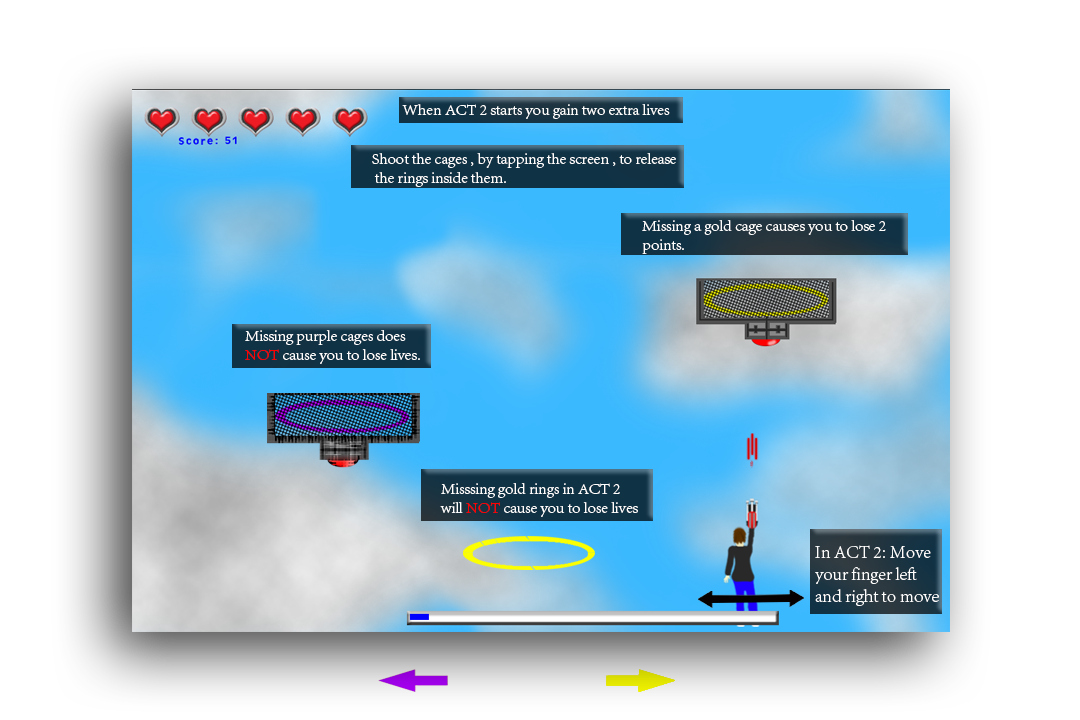 When ACT 2 starts you gain two extra lives
Score: 51
Shoot the cages , by tapping the screen , to release
the rings inside them.
Missing a gold cage causes you to lose 2
points.
Missing purple cages does
NOT cause you to lose lives.
Misssing gold rings in ACT 2
will NOT cause you to lose lives
In ACT 2: Move
your finger left
and right to move